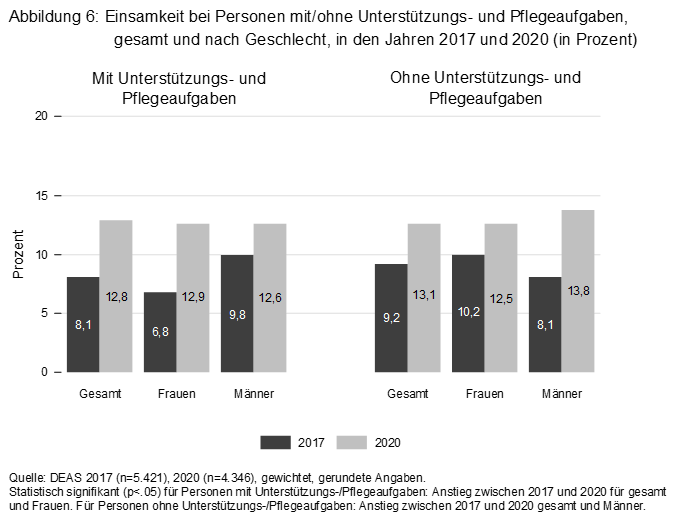 Abbildung 6: Einsamkeit bei Personen mit/ohne Unterstützungs- und Pflegeaufgaben,
gesamt und nach Geschlecht, in den Jahren 2017 und 2020 (in Prozent)
Mit Unterstützungs- und
Pflegeaufgaben
Ohne Unterstützungs- und
Pflegeaufgaben
Prozent
20
15
10
5
0
8,1
12,8
6,8
12,9
9,8
12,6
9,2
13,1
10,2
12,5
8,1
13,8
Gesamt
Frauen
Männer
Gesamt
Frauen
Männer
2017
2020
Quelle: DEAS 2017 (n=5.421), 2020 (n=4.346), gewichtet, gerundete Angaben.
Statistisch signifikant (p<.05) für Personen mit Unterstützungs-/Pflegeaufgaben: Anstieg zwischen 2017 und 2020 für gesamt
und Frauen. Für Personen ohne Unterstützungs-/Pflegeaufgaben: Anstieg zwischen 2017 und 2020 gesamt und Männer.